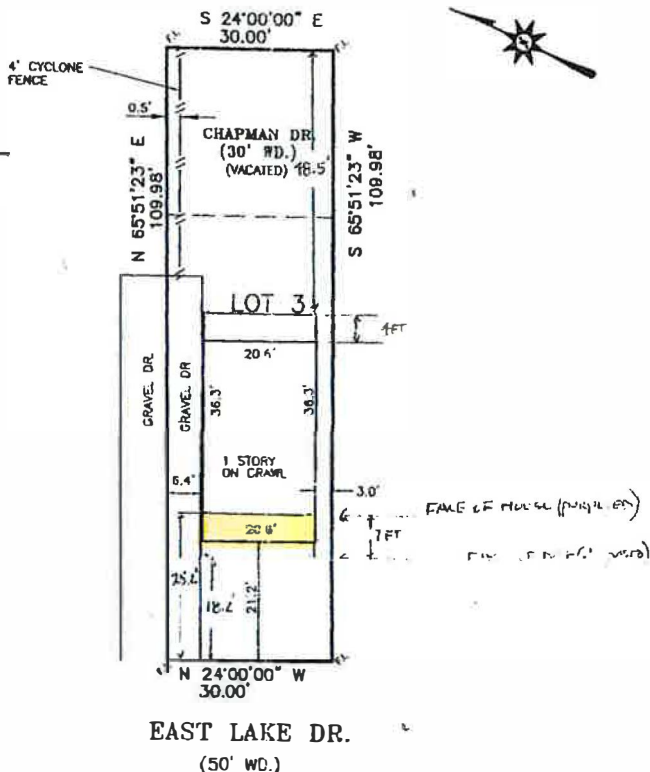 S 24°00'00" E
30.00'
4' CYCLONE
FENCE
0.5'
CHAPMAN DR.
(30' WD.)
(VACATED)
48.5'
N 65°51'23" E
109.98'
S 65°51'23" W
109.98'
LOT 3
4FT
20.6'
GRAVEL DR.
GRAVEL DR
36.3'
36.3'
1 STORY
ON CRAWL
6.4'
3.0'
FACE OF HOUSE
20.6'
7FT
25.2'
18.2'
21.2'
N 24°00'00" W
30.00'
EAST LAKE DR.
(50' WD.)